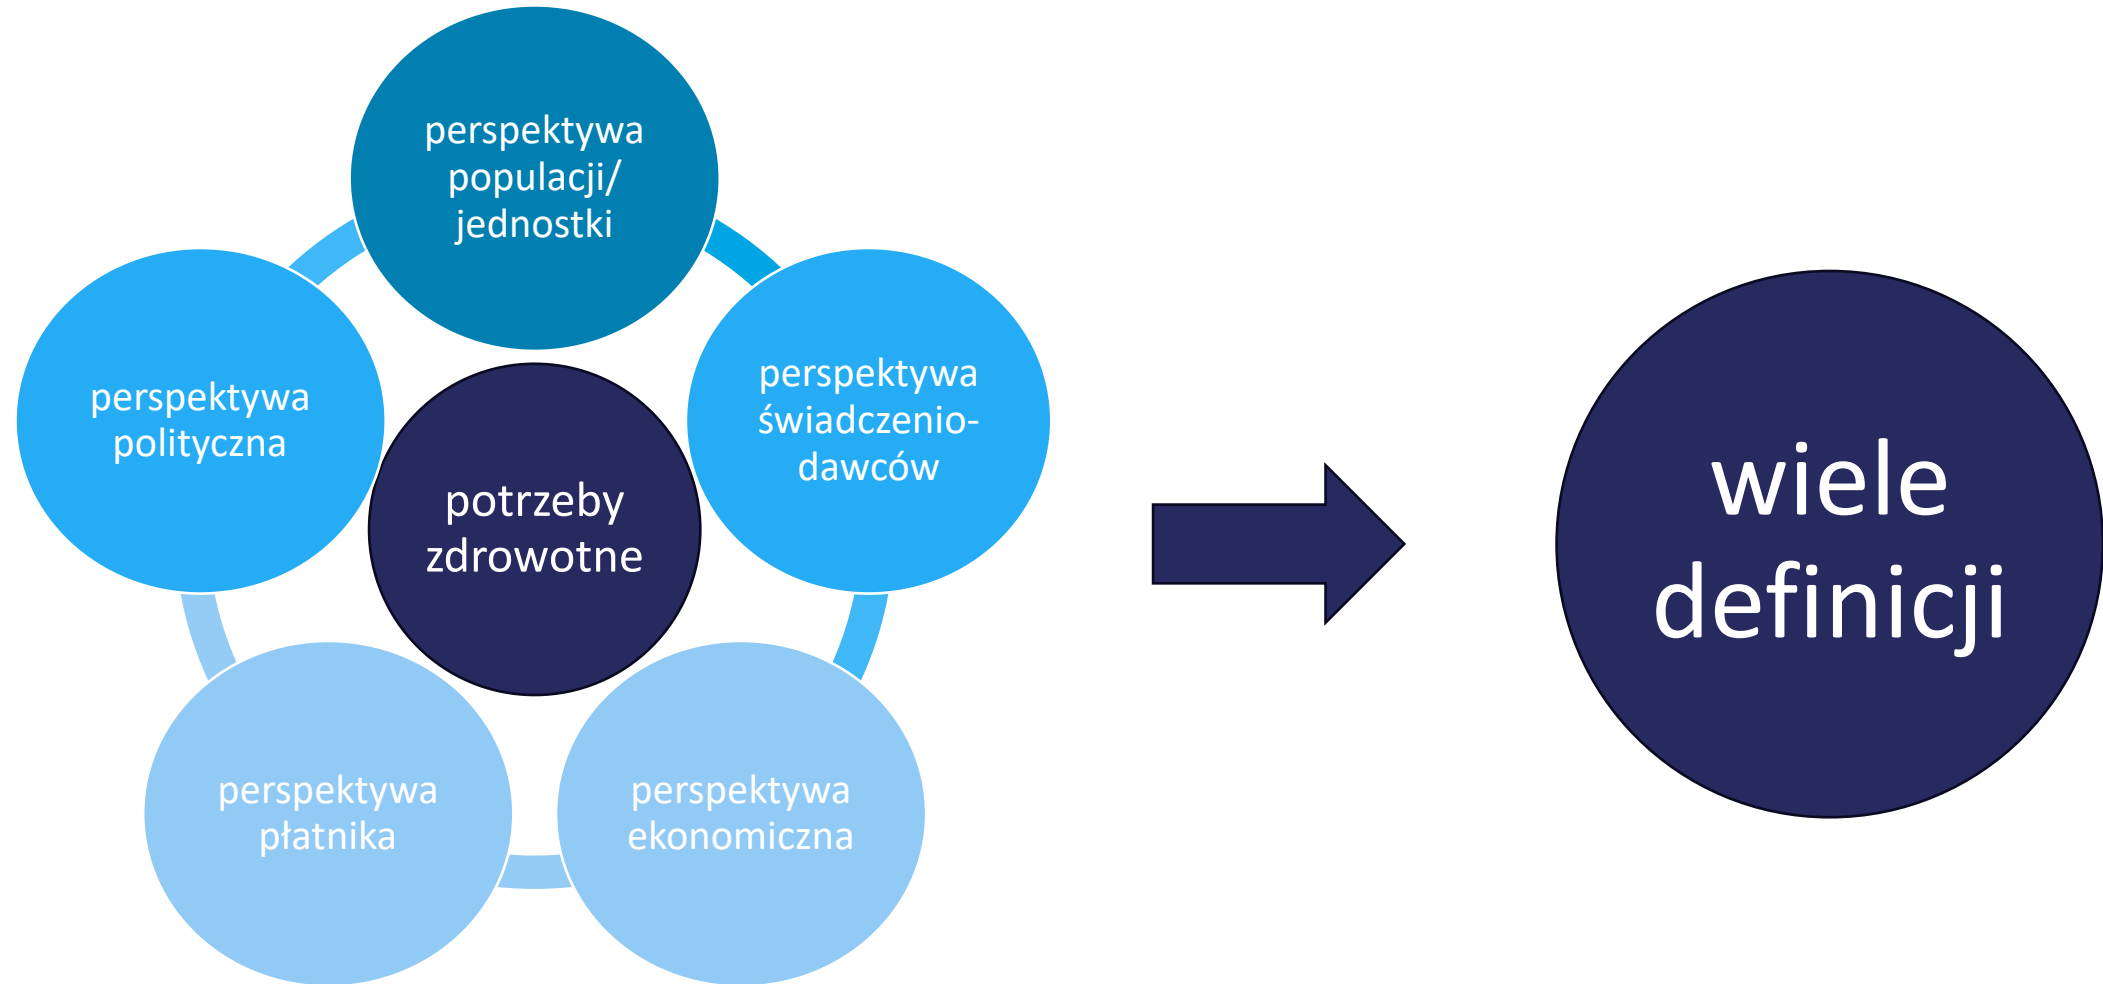 perspektywa
populacji/
jednostki
perspektywa
świadczenio-
dawców
perspektywa
ekonomiczna
perspektywa
płatnika
perspektywa
polityczna
potrzeby
zdrowotne
wiele
definicji